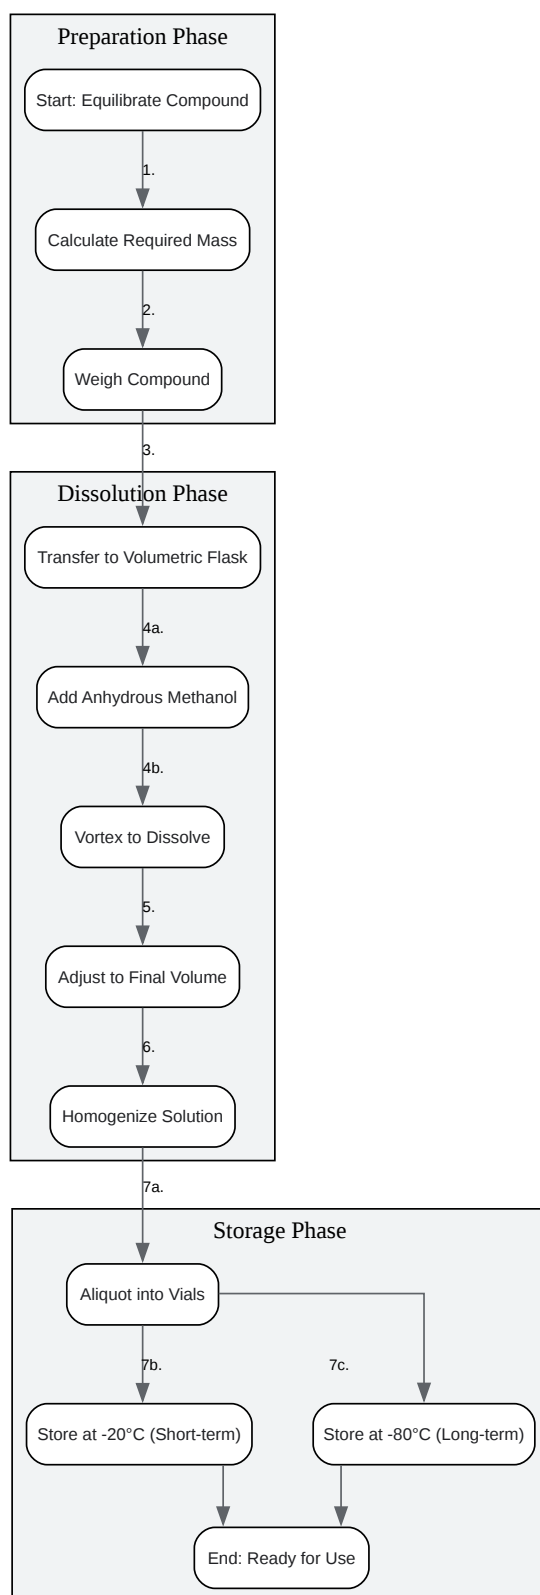 Preparation Phase
Start: Equilibrate Compound
1.
Calculate Required Mass
2.
Weigh Compound
3.
Dissolution Phase
Transfer to Volumetric Flask
4a.
Add Anhydrous Methanol
4b.
Vortex to Dissolve
5.
Adjust to Final Volume
6.
Homogenize Solution
7a.
Storage Phase
Aliquot into Vials
7b.
7c.
Store at -20°C (Short-term)
Store at -80°C (Long-term)
End: Ready for Use